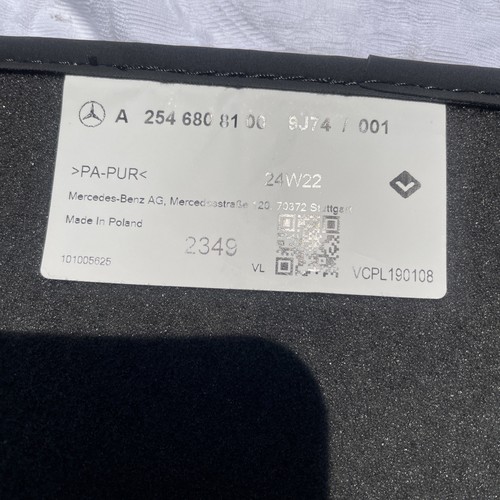 A 254 680 81 00 9J74 / 001
>PA-PUR< 24W22
Mercedes-Benz AG, Mercedesstraße 120, 70372 Stuttgart
Made In Poland
2349
101005625 VL VCPL190108